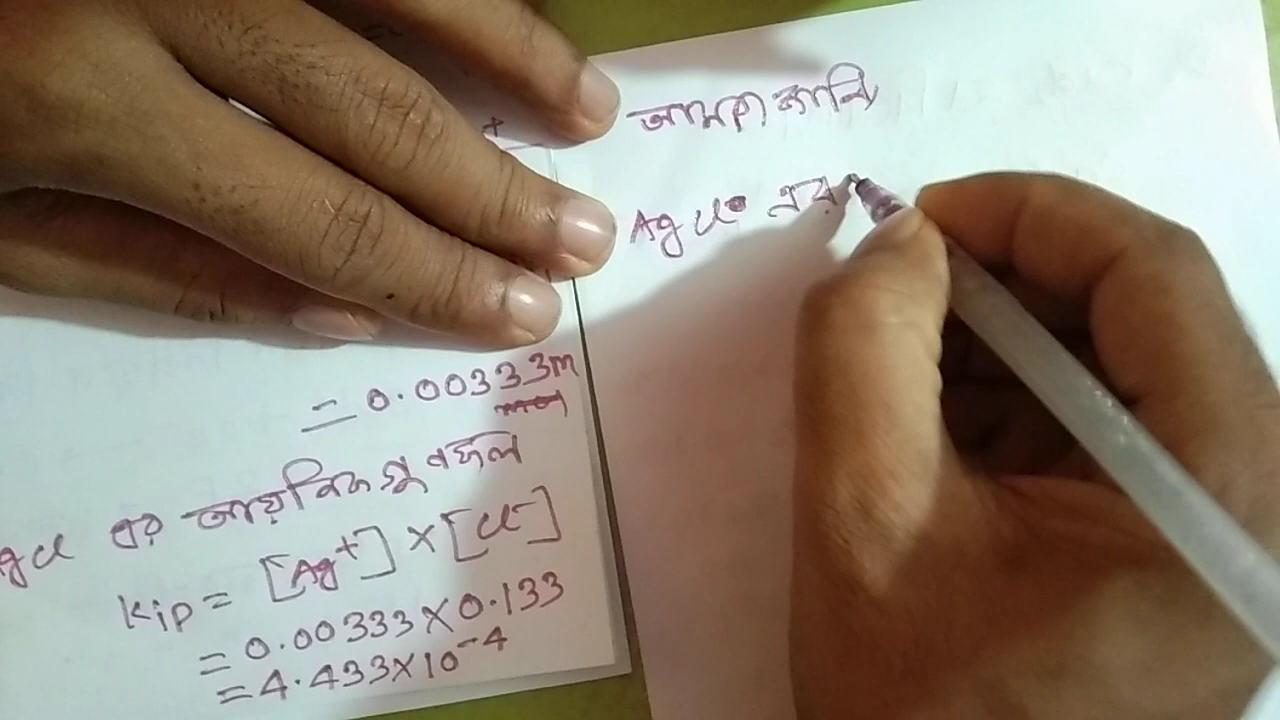 = 0.00333m
AgCl এর আয়নিক গুণফল
Kip = [Ag⁺] × [Cl⁻]
= 0.00333 × 0.133
= 4.433 × 10⁻⁴
আমরা জানি
AgCl এর